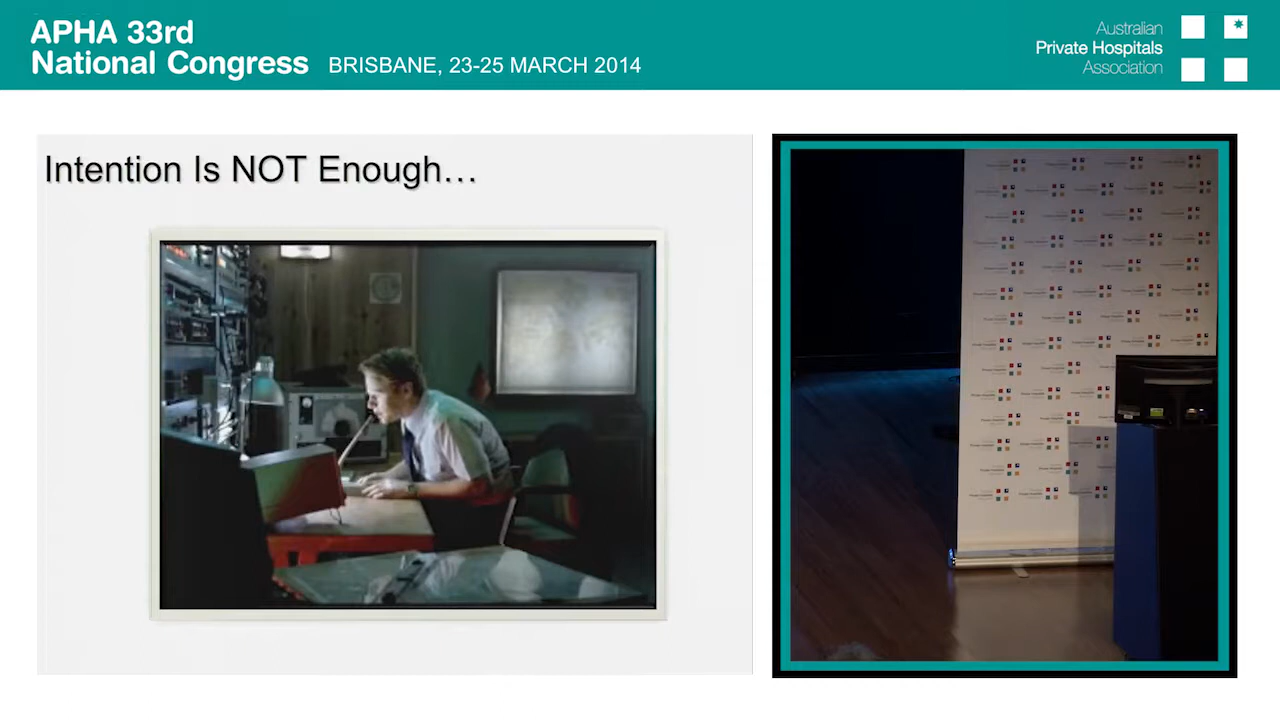 APHA 33rd
National Congress BRISBANE, 23-25 MARCH 2014
Australian
Private Hospitals
Association
Intention Is NOT Enough…